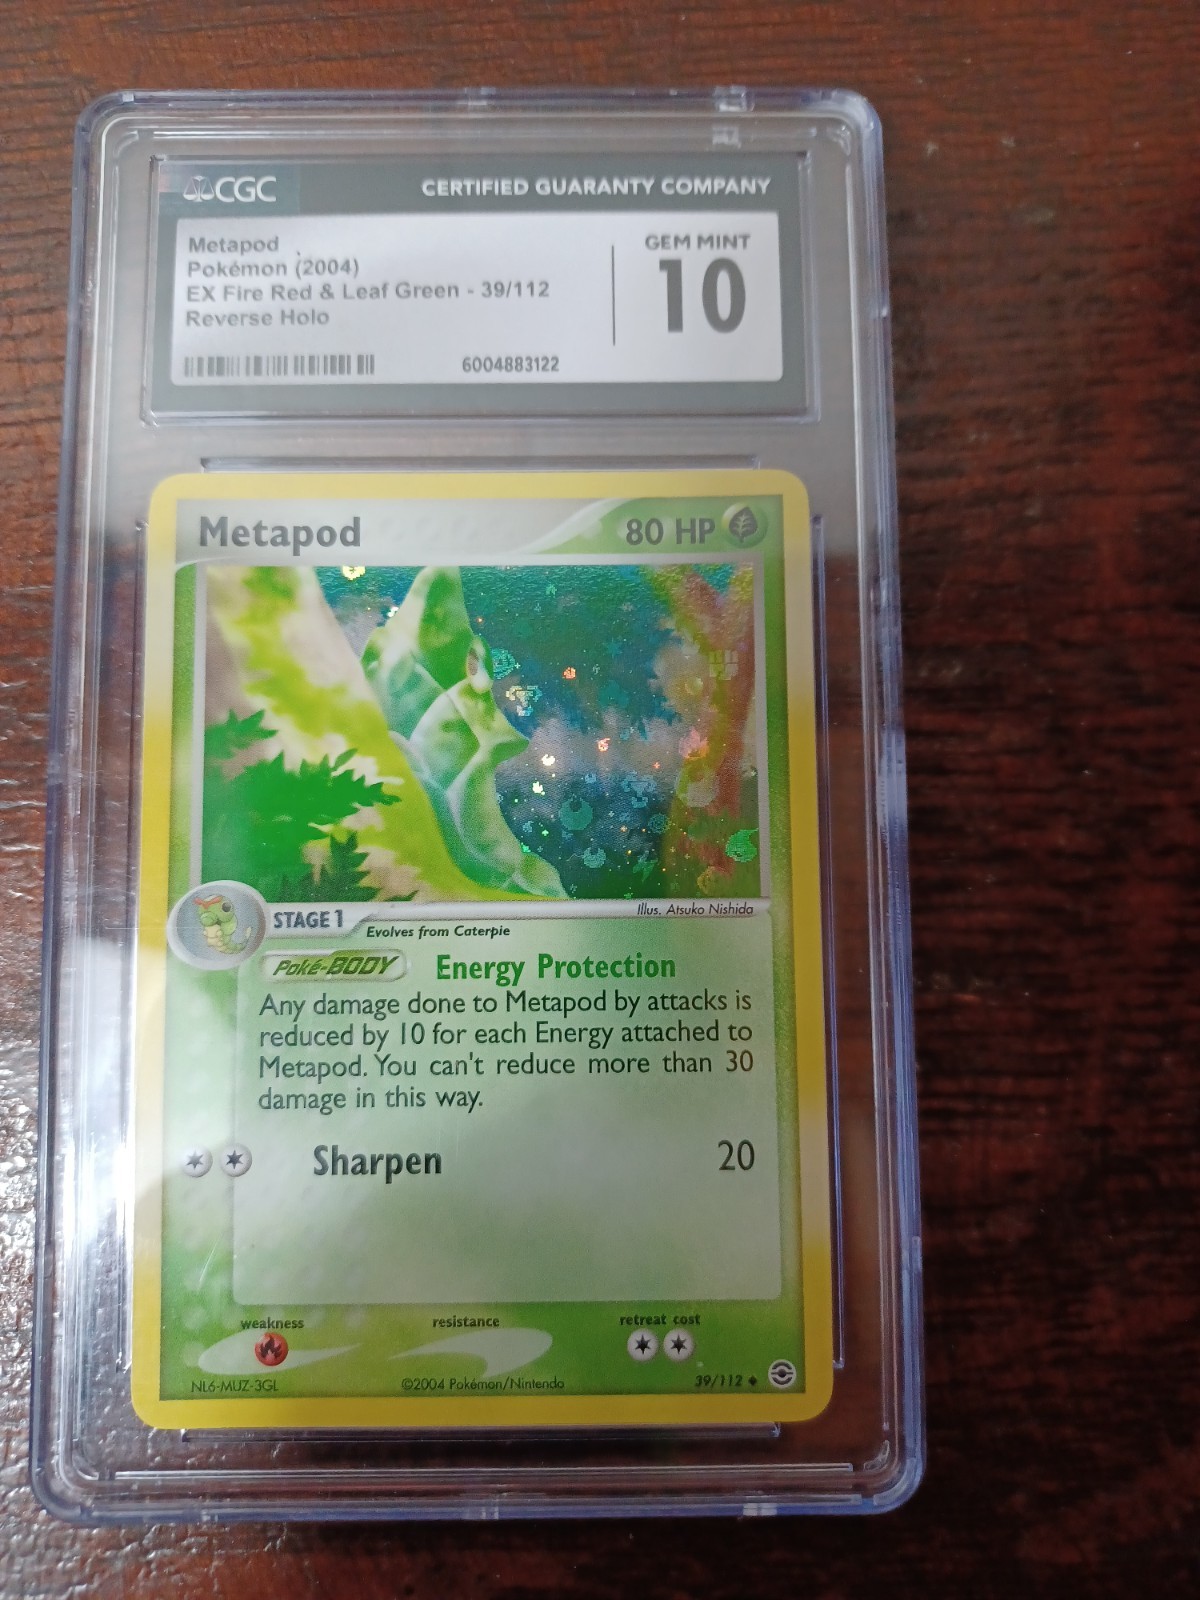 CGC CERTIFIED GUARANTY COMPANY
Metapod
Pokémon (2004)
EX Fire Red & Leaf Green - 39/112
Reverse Holo
GEM MINT
10
6004883122
Metapod 80 HP
Illus. Atsuko Nishida
STAGE 1
Evolves from Caterpie
Poké-BODY Energy Protection
Any damage done to Metapod by attacks is
reduced by 10 for each Energy attached to
Metapod. You can't reduce more than 30
damage in this way.
Sharpen 20
weakness resistance retreat cost
NL6-MUZ-3GL ©2004 Pokémon/Nintendo 39/112